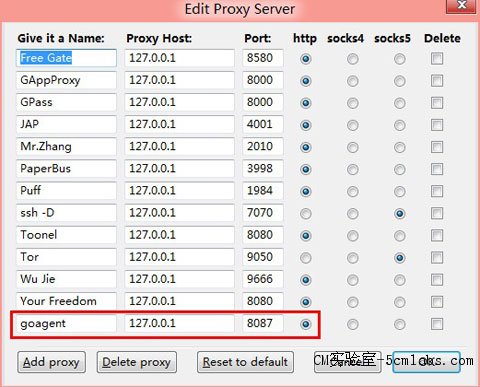 Edit Proxy Server
Give it a Name: Proxy Host: Port: http socks4 socks5 Delete
Free Gate 127.0.0.1 8580
GAppProxy 127.0.0.1 8000
GPass 127.0.0.1 8000
JAP 127.0.0.1 4001
Mr.Zhang 127.0.0.1 2010
PaperBus 127.0.0.1 3998
Puff 127.0.0.1 1984
ssh -D 127.0.0.1 7070
Toonel 127.0.0.1 8080
Tor 127.0.0.1 9050
Wu Jie 127.0.0.1 9666
Your Freedom 127.0.0.1 8080
goagent 127.0.0.1 8087
Add proxy Delete proxy Reset to default
CM实验室-5cmlabs.com